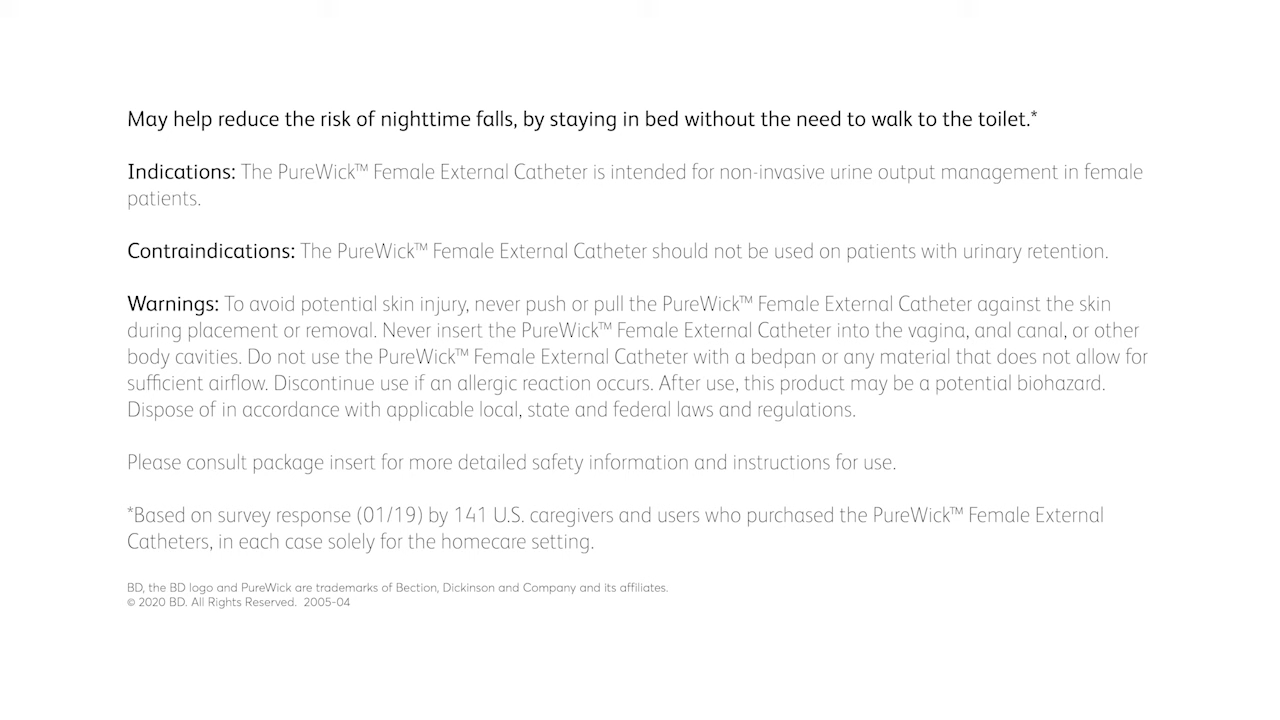 May help reduce the risk of nighttime falls, by staying in bed without the need to walk to the toilet.*
Indications: The PureWick™ Female External Catheter is intended for non-invasive urine output management in female
patients.
Contraindications: The PureWick™ Female External Catheter should not be used on patients with urinary retention.
Warnings: To avoid potential skin injury, never push or pull the PureWick™ Female External Catheter against the skin
during placement or removal. Never insert the PureWick™ Female External Catheter into the vagina, anal canal, or other
body cavities. Do not use the PureWick™ Female External Catheter with a bedpan or any material that does not allow for
sufficient airflow. Discontinue use if an allergic reaction occurs. After use, this product may be a potential biohazard.
Dispose of in accordance with applicable local, state and federal laws and regulations.
Please consult package insert for more detailed safety information and instructions for use.
*Based on survey response (01/19) by 141 U.S. caregivers and users who purchased the PureWick™ Female External
Catheters, in each case solely for the homecare setting.
BD, the BD logo and PureWick are trademarks of Bection, Dickinson and Company and its affiliates.
© 2020 BD. All Rights Reserved. 2005-04